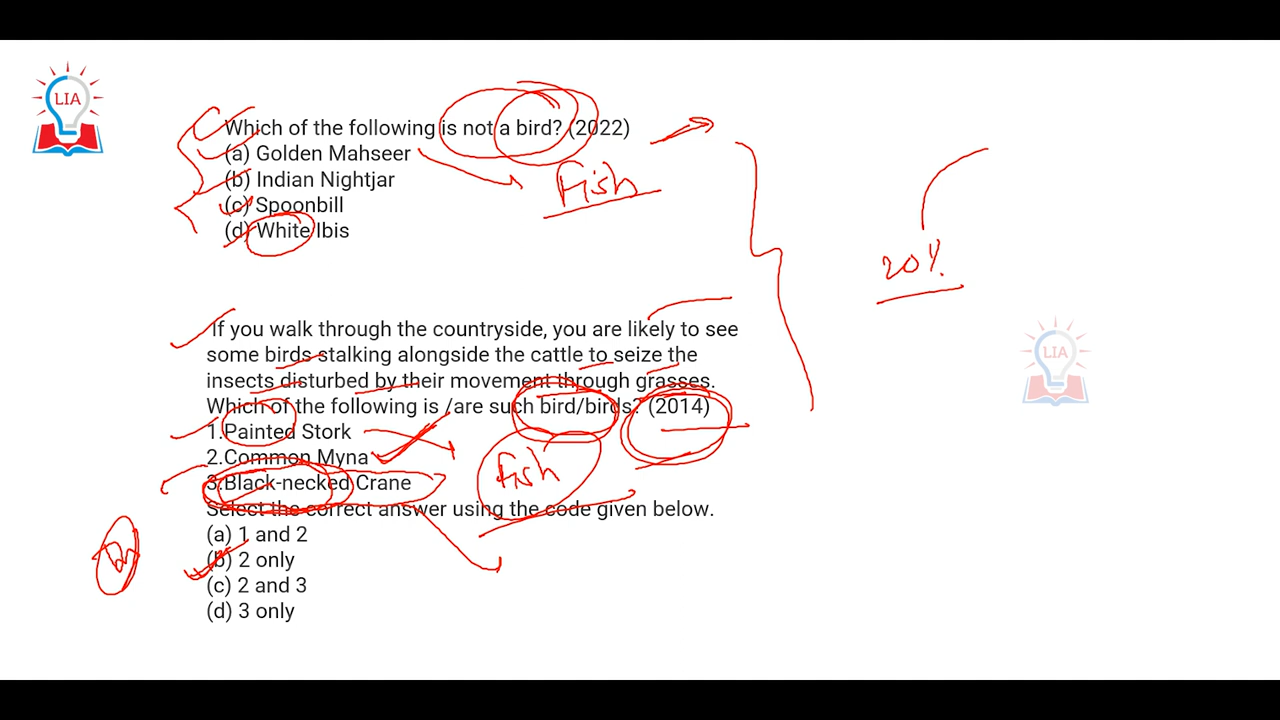 LIA
Which of the following is not a bird? (2022)
(a) Golden Mahseer
(b) Indian Nightjar
Fish
(c) Spoonbill
(d) White Ibis
20%
If you walk through the countryside, you are likely to see
some birds stalking alongside the cattle to seize the
LIA
insects disturbed by their movement through grasses.
Which of the following is /are such bird/birds? (2014)
1.Painted Stork
2.Common Myna
Fish
3.Black-necked Crane
Select the correct answer using the code given below.
(a) 1 and 2
(b) 2 only
(c) 2 and 3
(d) 3 only